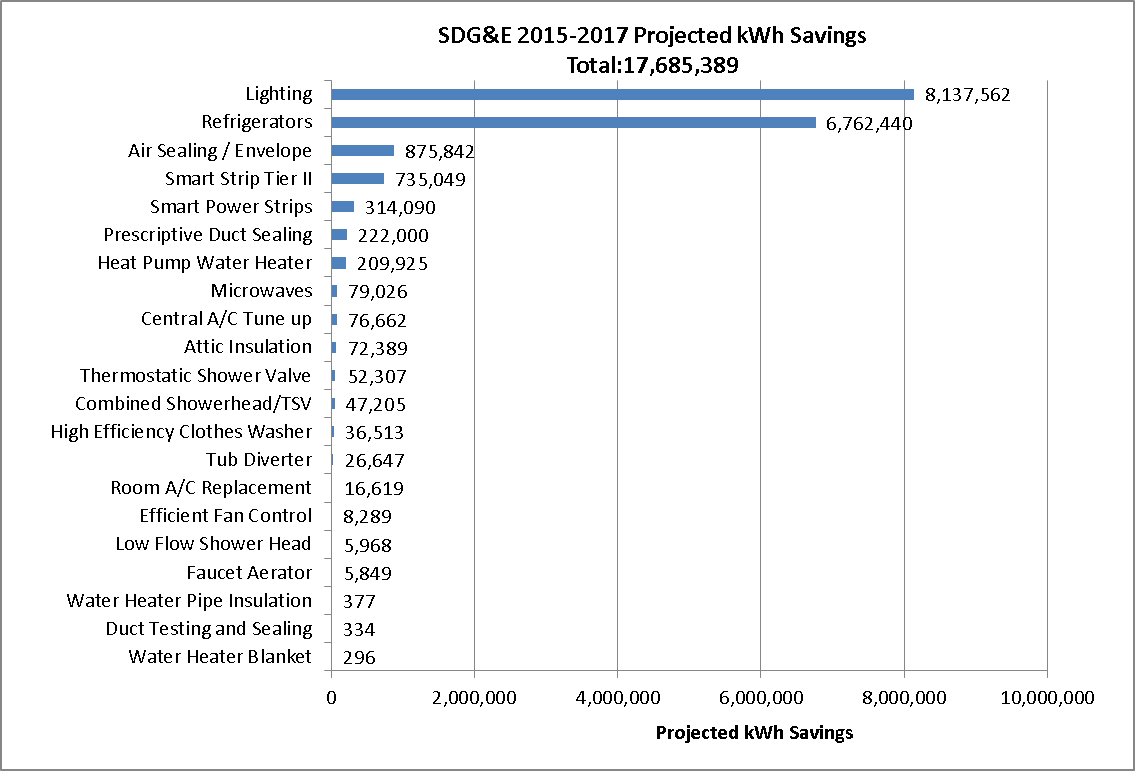 SDG&E 2015-2017 Projected kWh Savings
Total:17,685,389
Lighting 8,137,562
Refrigerators 6,762,440
Air Sealing / Envelope 875,842
Smart Strip Tier II 735,049
Smart Power Strips 314,090
Prescriptive Duct Sealing 222,000
Heat Pump Water Heater 209,925
Microwaves 79,026
Central A/C Tune up 76,662
Attic Insulation 72,389
Thermostatic Shower Valve 52,307
Combined Showerhead/TSV 47,205
High Efficiency Clothes Washer 36,513
Tub Diverter 26,647
Room A/C Replacement 16,619
Efficient Fan Control 8,289
Low Flow Shower Head 5,968
Faucet Aerator 5,849
Water Heater Pipe Insulation 377
Duct Testing and Sealing 334
Water Heater Blanket 296
0 2,000,000 4,000,000 6,000,000 8,000,000 10,000,000
Projected kWh Savings